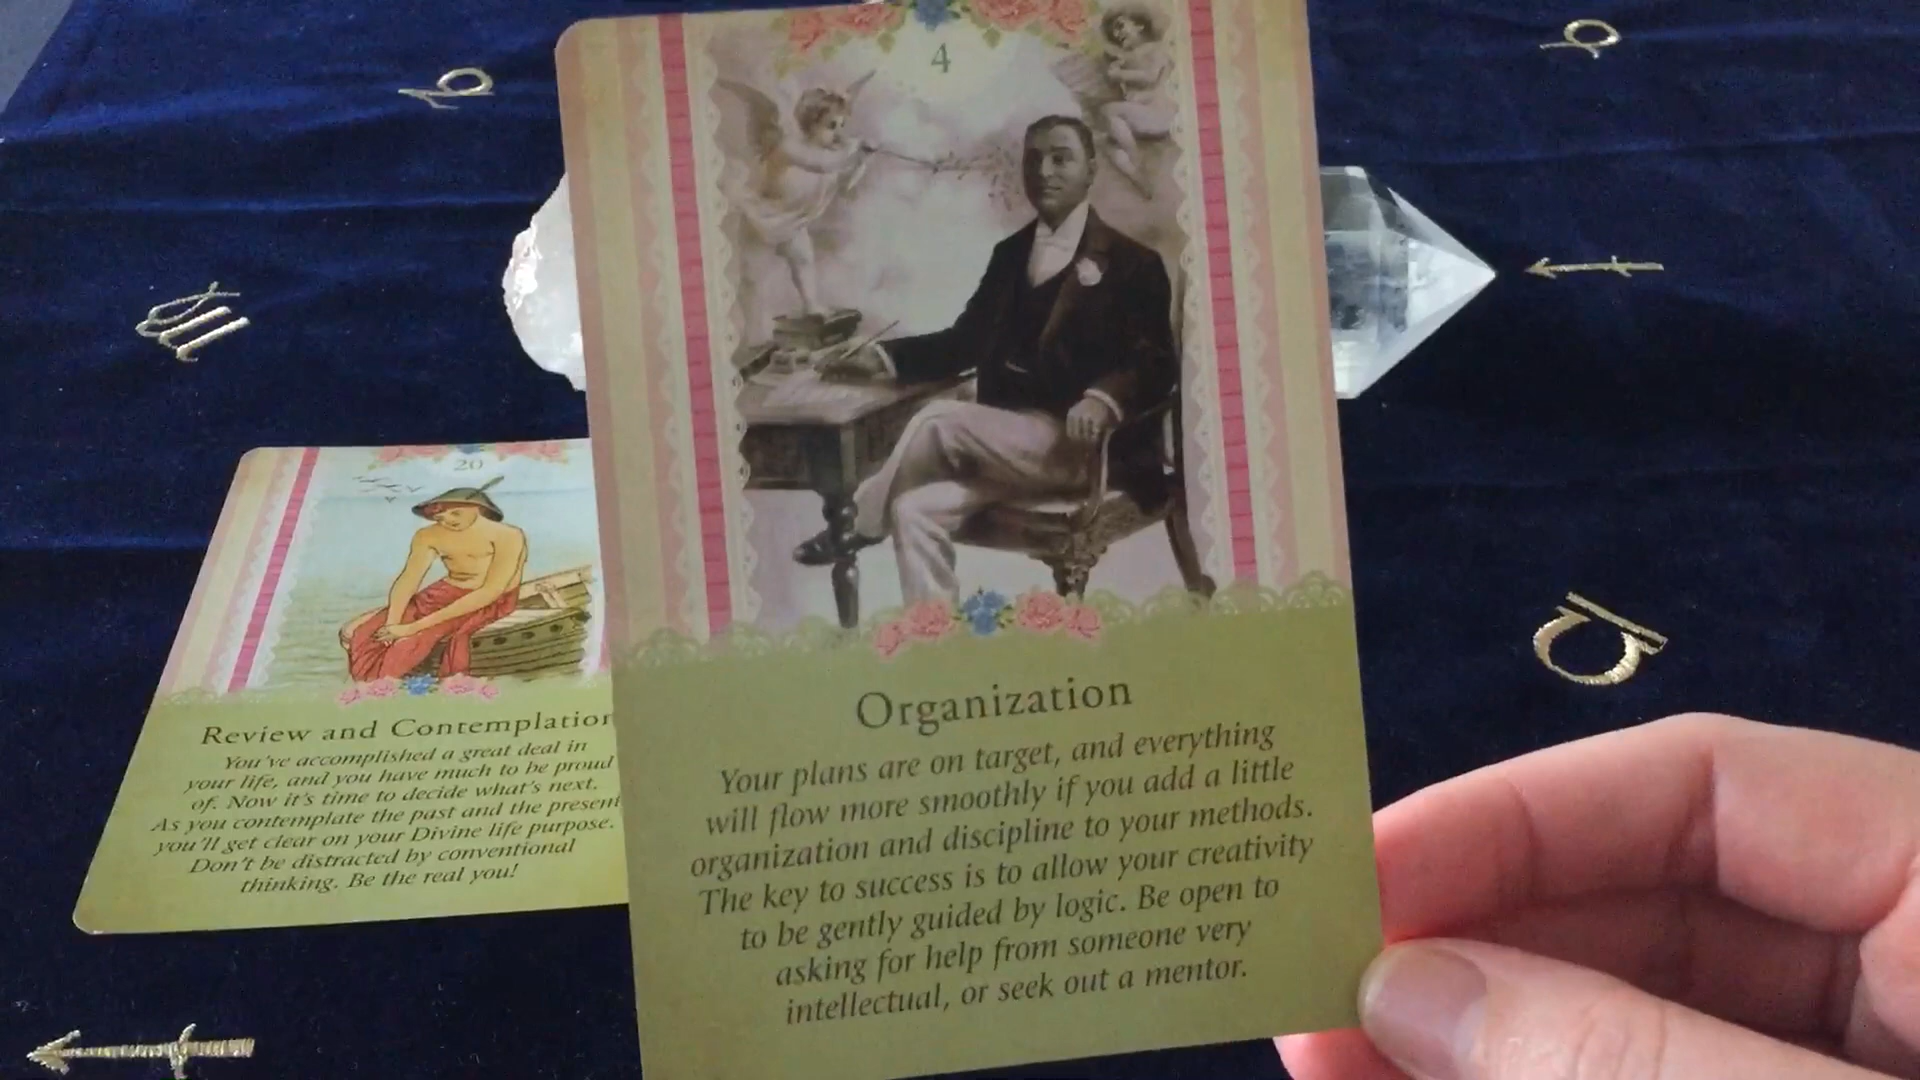 4
Organization
Your plans are on target, and everything
will flow more smoothly if you add a little
organization and discipline to your methods.
The key to success is to allow your creativity
to be gently guided by logic. Be open to
asking for help from someone very
intellectual, or seek out a mentor.
20
Review and Contemplation
You've accomplished a great deal in
your life, and you have much to be proud
of. Now it's time to decide what's next.
As you contemplate the past and the present
you'll get clear on your Divine life purpose.
Don't be distracted by conventional
thinking. Be the real you!